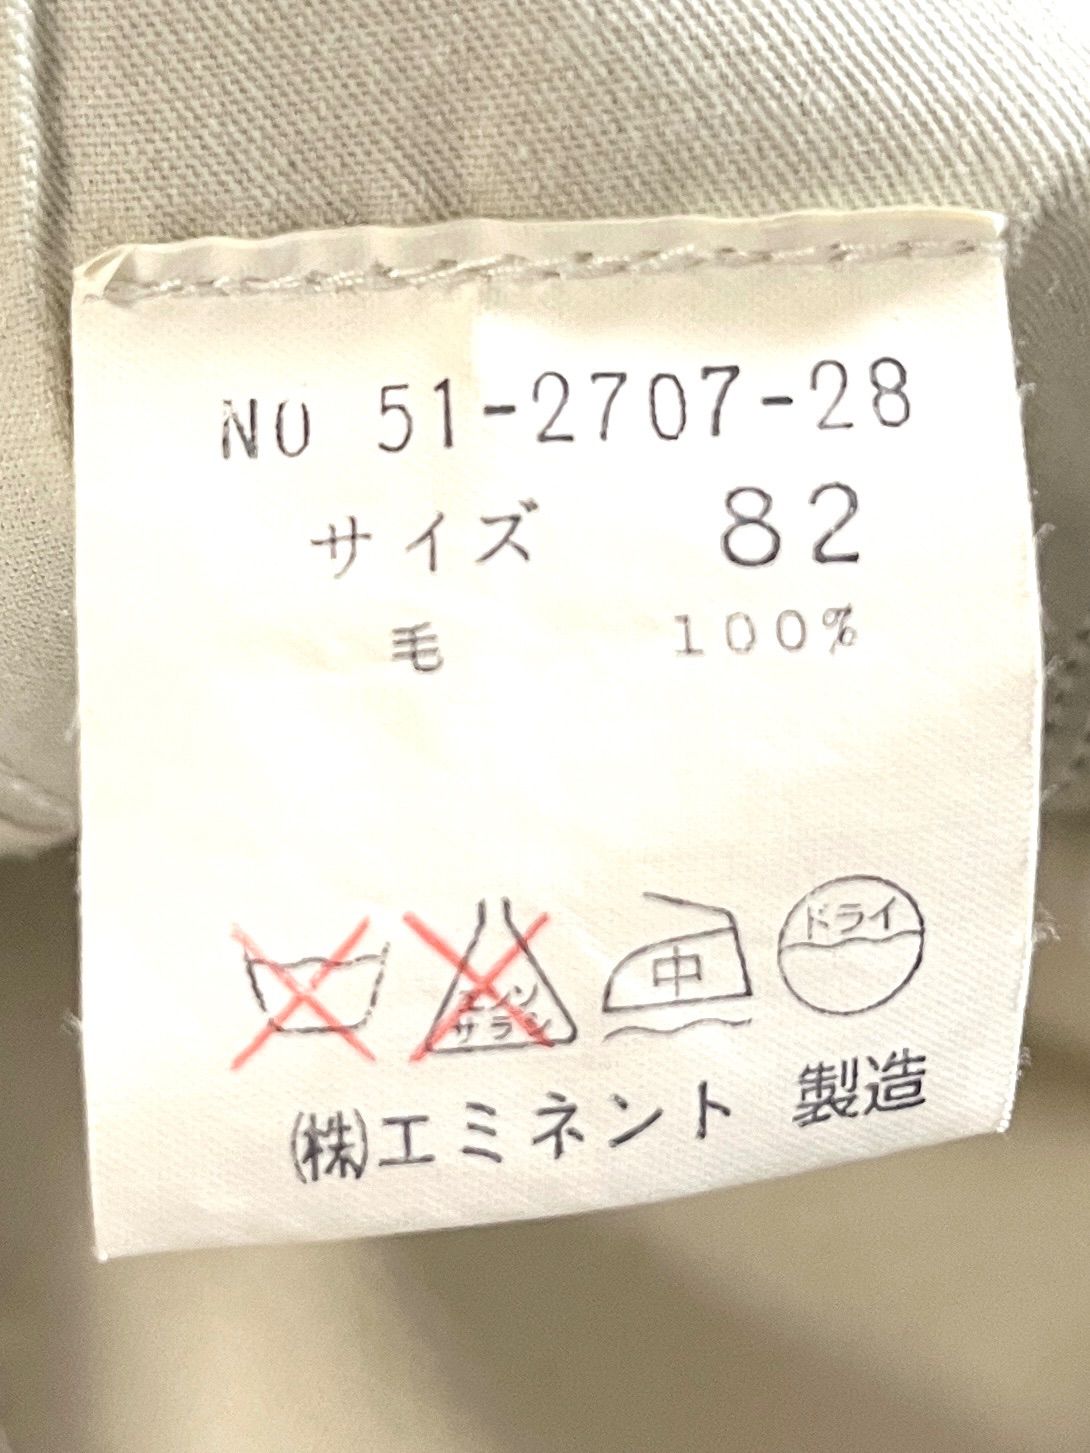 NO 51-2707-28
サイズ 82
毛 100%
エンソ
サラシ
中
ドライ
(株)エミネント 製造